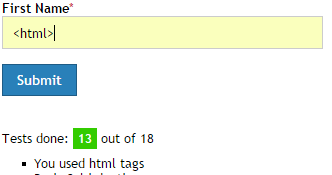 First Name*
<html>
Submit
Tests done: 13 out of 18
You used html tags